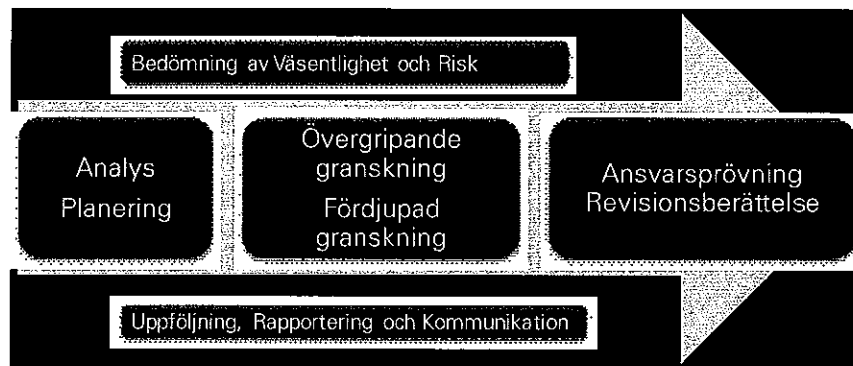 Bedömning av Väsentlighet och Risk
Analys
Planering
Övergripande
granskning
Fördjupad
granskning
Ansvarsprövning
Revisionsberättelse
Uppföljning, Rapportering och Kommunikation